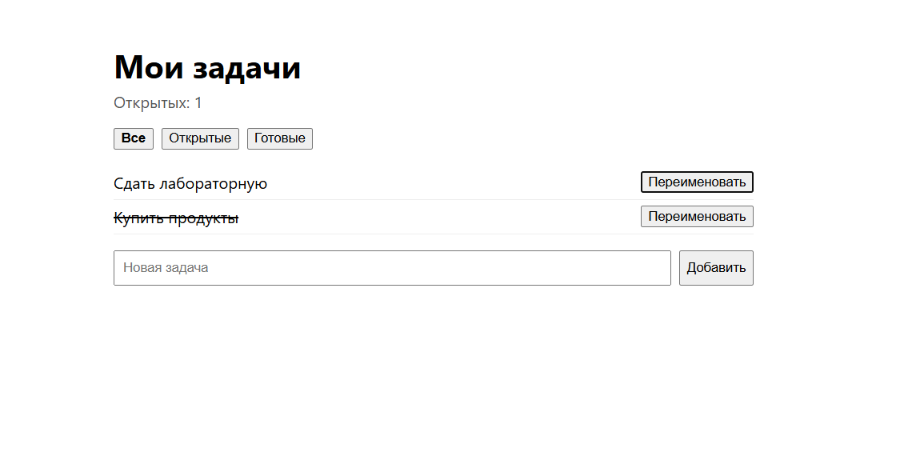 Мои задачи
Открытых: 1
Все Открытые Готовые
Сдать лабораторную Переименовать
Купить продукты Переименовать
Новая задача Добавить